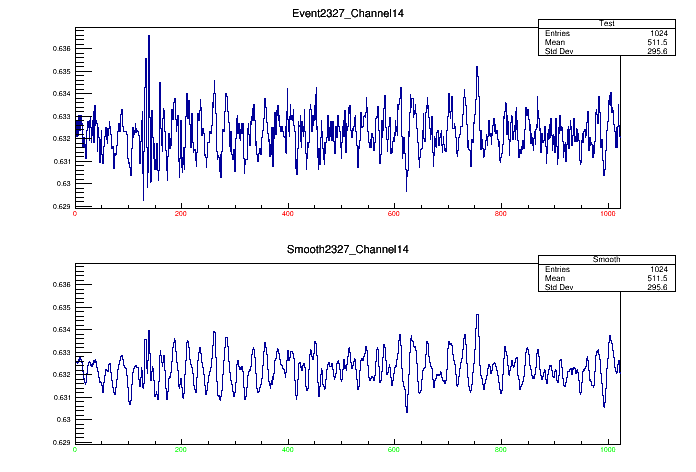 Event2327_Channel14
Test
Entries 1024
Mean 511.5
Std Dev 295.6
0.636
0.635
0.634
0.633
0.632
0.631
0.63
0.629
0 200 400 600 800 1000
Smooth2327_Channel14
Smooth
Entries 1024
Mean 511.5
Std Dev 295.6
0.636
0.635
0.634
0.633
0.632
0.631
0.63
0.629
0 200 400 600 800 1000